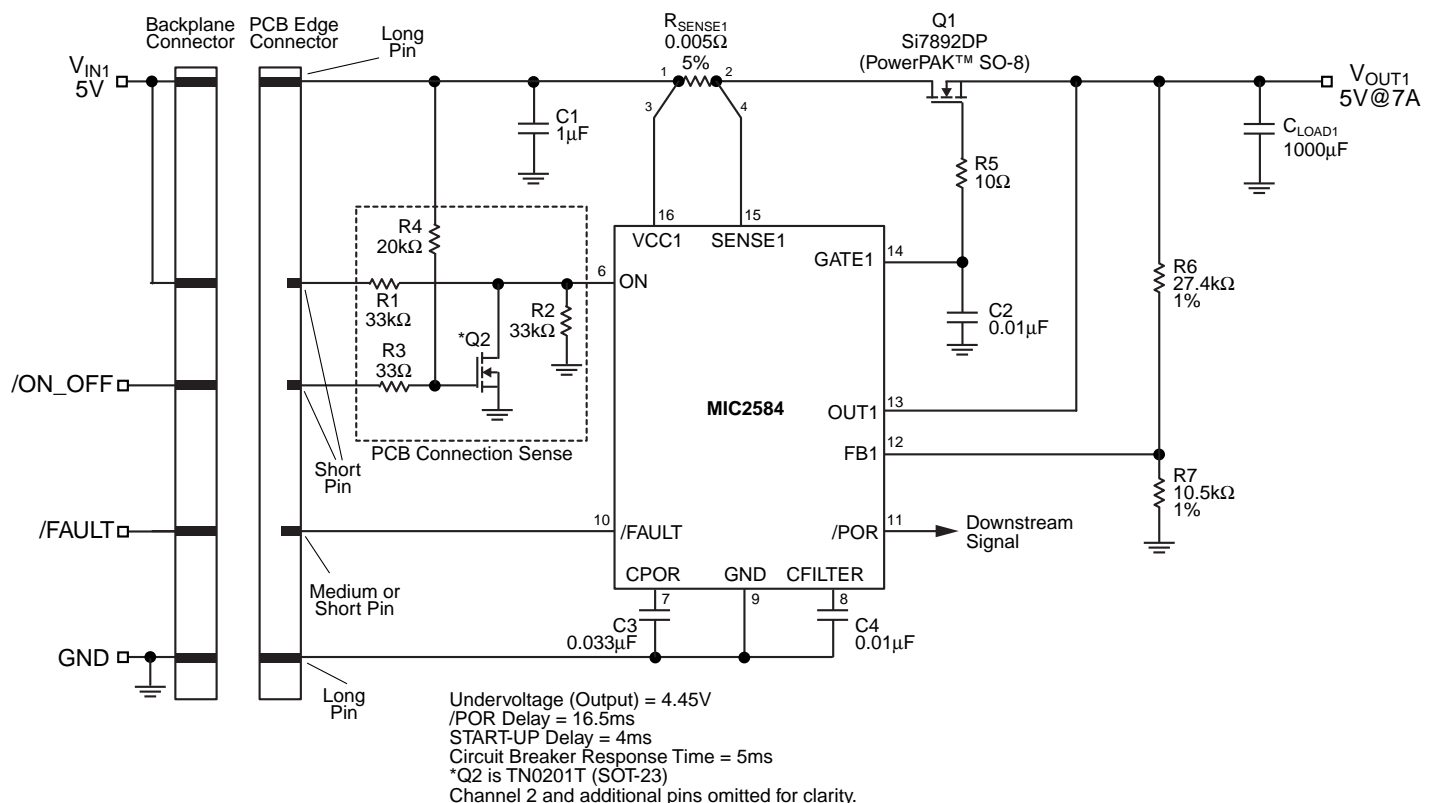 Backplane
Connector
PCB Edge
Connector
Long
Pin
RSENSE1
0.005Ω
5%
Q1
Si7892DP
(PowerPAK™ SO-8)
VIN1
5V
1
2
3
4
VOUT1
5V@7A
C1
1µF
CLOAD1
1000µF
R5
10Ω
16
15
R4
20kΩ
VCC1
SENSE1
14
GATE1
6
ON
R1
33kΩ
R2
33kΩ
R6
27.4kΩ
1%
C2
0.01µF
*Q2
R3
33Ω
/ON_OFF
MIC2584
13
OUT1
12
FB1
PCB Connection Sense
Short
Pin
R7
10.5kΩ
1%
10
/FAULT
/FAULT
11
/POR
Downstream
Signal
CPOR
GND
CFILTER
Medium or
Short Pin
7
9
8
C3
0.033µF
C4
0.01µF
GND
Long
Pin
Undervoltage (Output) = 4.45V
/POR Delay = 16.5ms
START-UP Delay = 4ms
Circuit Breaker Response Time = 5ms
*Q2 is TN0201T (SOT-23)
Channel 2 and additional pins omitted for clarity.